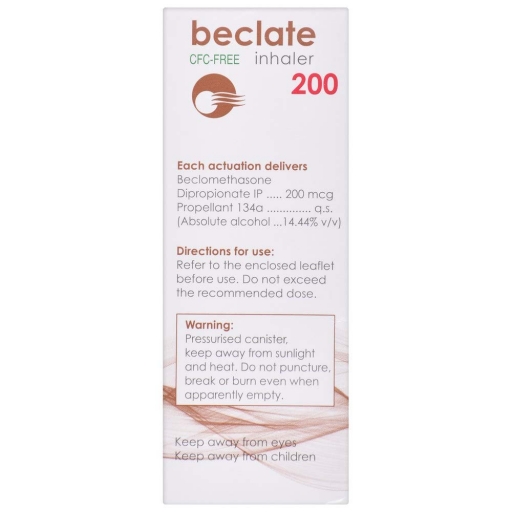 beclate
CFC-FREE inhaler
200
Each actuation delivers
Beclomethasone
Dipropionate IP ..... 200 mcg
Propellant 134a .............. q.s.
(Absolute alcohol ...14.44% v/v)
Directions for use:
Refer to the enclosed leaflet
before use. Do not exceed
the recommended dose.
Warning:
Pressurised canister,
keep away from sunlight
and heat. Do not puncture,
break or burn even when
apparently empty.
Keep away from eyes
Keep away from children